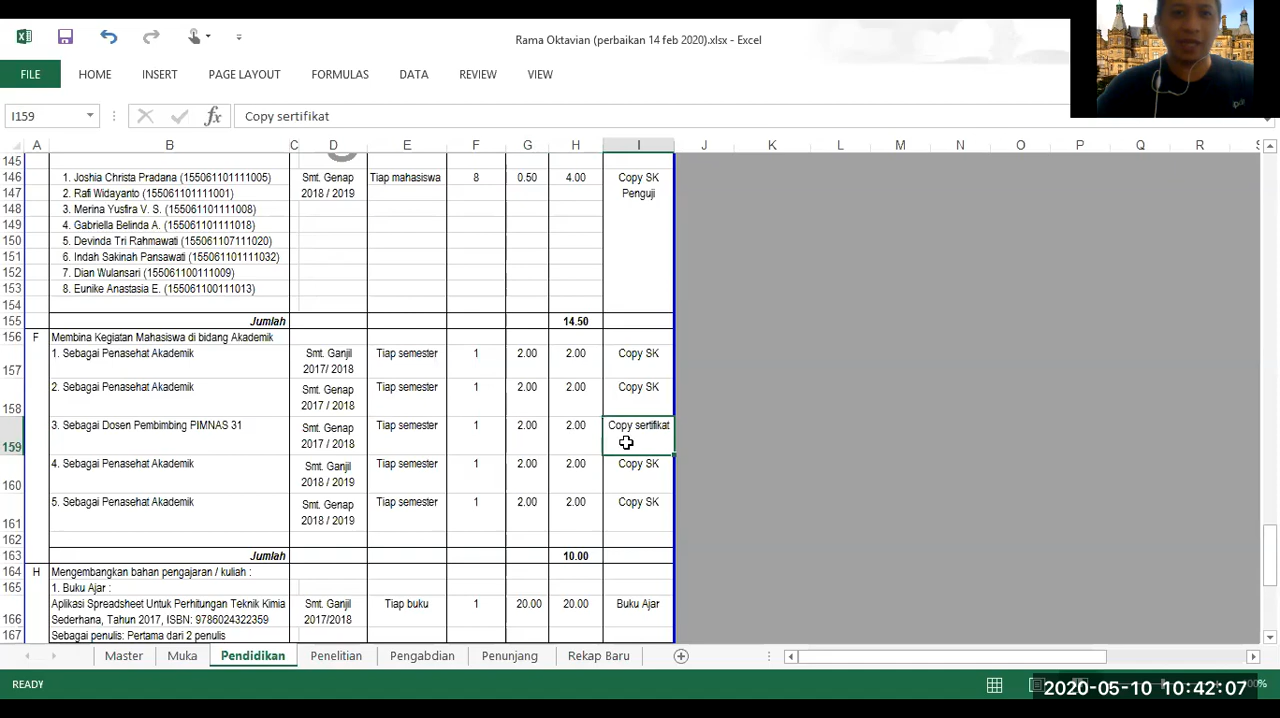 Rama Oktavian (perbaikan 14 feb 2020).xlsx - Excel
FILE HOME INSERT PAGE LAYOUT FORMULAS DATA REVIEW VIEW
I159 fx Copy sertifikat
A B C D E F G H I J K L M N O P Q R
145
146 1. Joshia Christa Pradana (155061101111005) Smt. Genap Tiap mahasiswa 8 0.50 4.00 Copy SK
147 2. Rafi Widayanto (155061101111001) 2018 / 2019 Penguji
148 3. Merina Yusfira V. S. (155061101111008)
149 4. Gabriella Belinda A. (155061101111018)
150 5. Devinda Tri Rahmawati (155061107111020)
151 6. Indah Sakinah Pansawati (155061101111032)
152 7. Dian Wulansari (155061100111009)
153 8. Eunike Anastasia E. (155061100111013)
154
155 Jumlah 14.50
156 F Membina Kegiatan Mahasiswa di bidang Akademik
1. Sebagai Penasehat Akademik Smt. Ganjil Tiap semester 1 2.00 2.00 Copy SK
157 2017/ 2018
2. Sebagai Penasehat Akademik Smt. Genap Tiap semester 1 2.00 2.00 Copy SK
158 2017 / 2018
3. Sebagai Dosen Pembimbing PIMNAS 31 Smt. Genap Tiap semester 1 2.00 2.00 Copy sertifikat
159 2017 / 2018
4. Sebagai Penasehat Akademik Smt. Ganjil Tiap semester 1 2.00 2.00 Copy SK
160 2018 / 2019
5. Sebagai Penasehat Akademik Smt. Genap Tiap semester 1 2.00 2.00 Copy SK
161 2018 / 2019
162
163 Jumlah 10.00
164 H Mengembangkan bahan pengajaran / kuliah :
165 1. Buku Ajar :
Aplikasi Spreadsheet Untuk Perhitungan Teknik Kimia Smt. Ganjil Tiap buku 1 20.00 20.00 Buku Ajar
166 Sederhana, Tahun 2017, ISBN: 9786024322359 2017/2018
167 Sebagai penulis: Pertama dari 2 penulis
Master Muka Pendidikan Penelitian Pengabdian Penunjang Rekap Baru
READY
2020-05-10 10:42:07